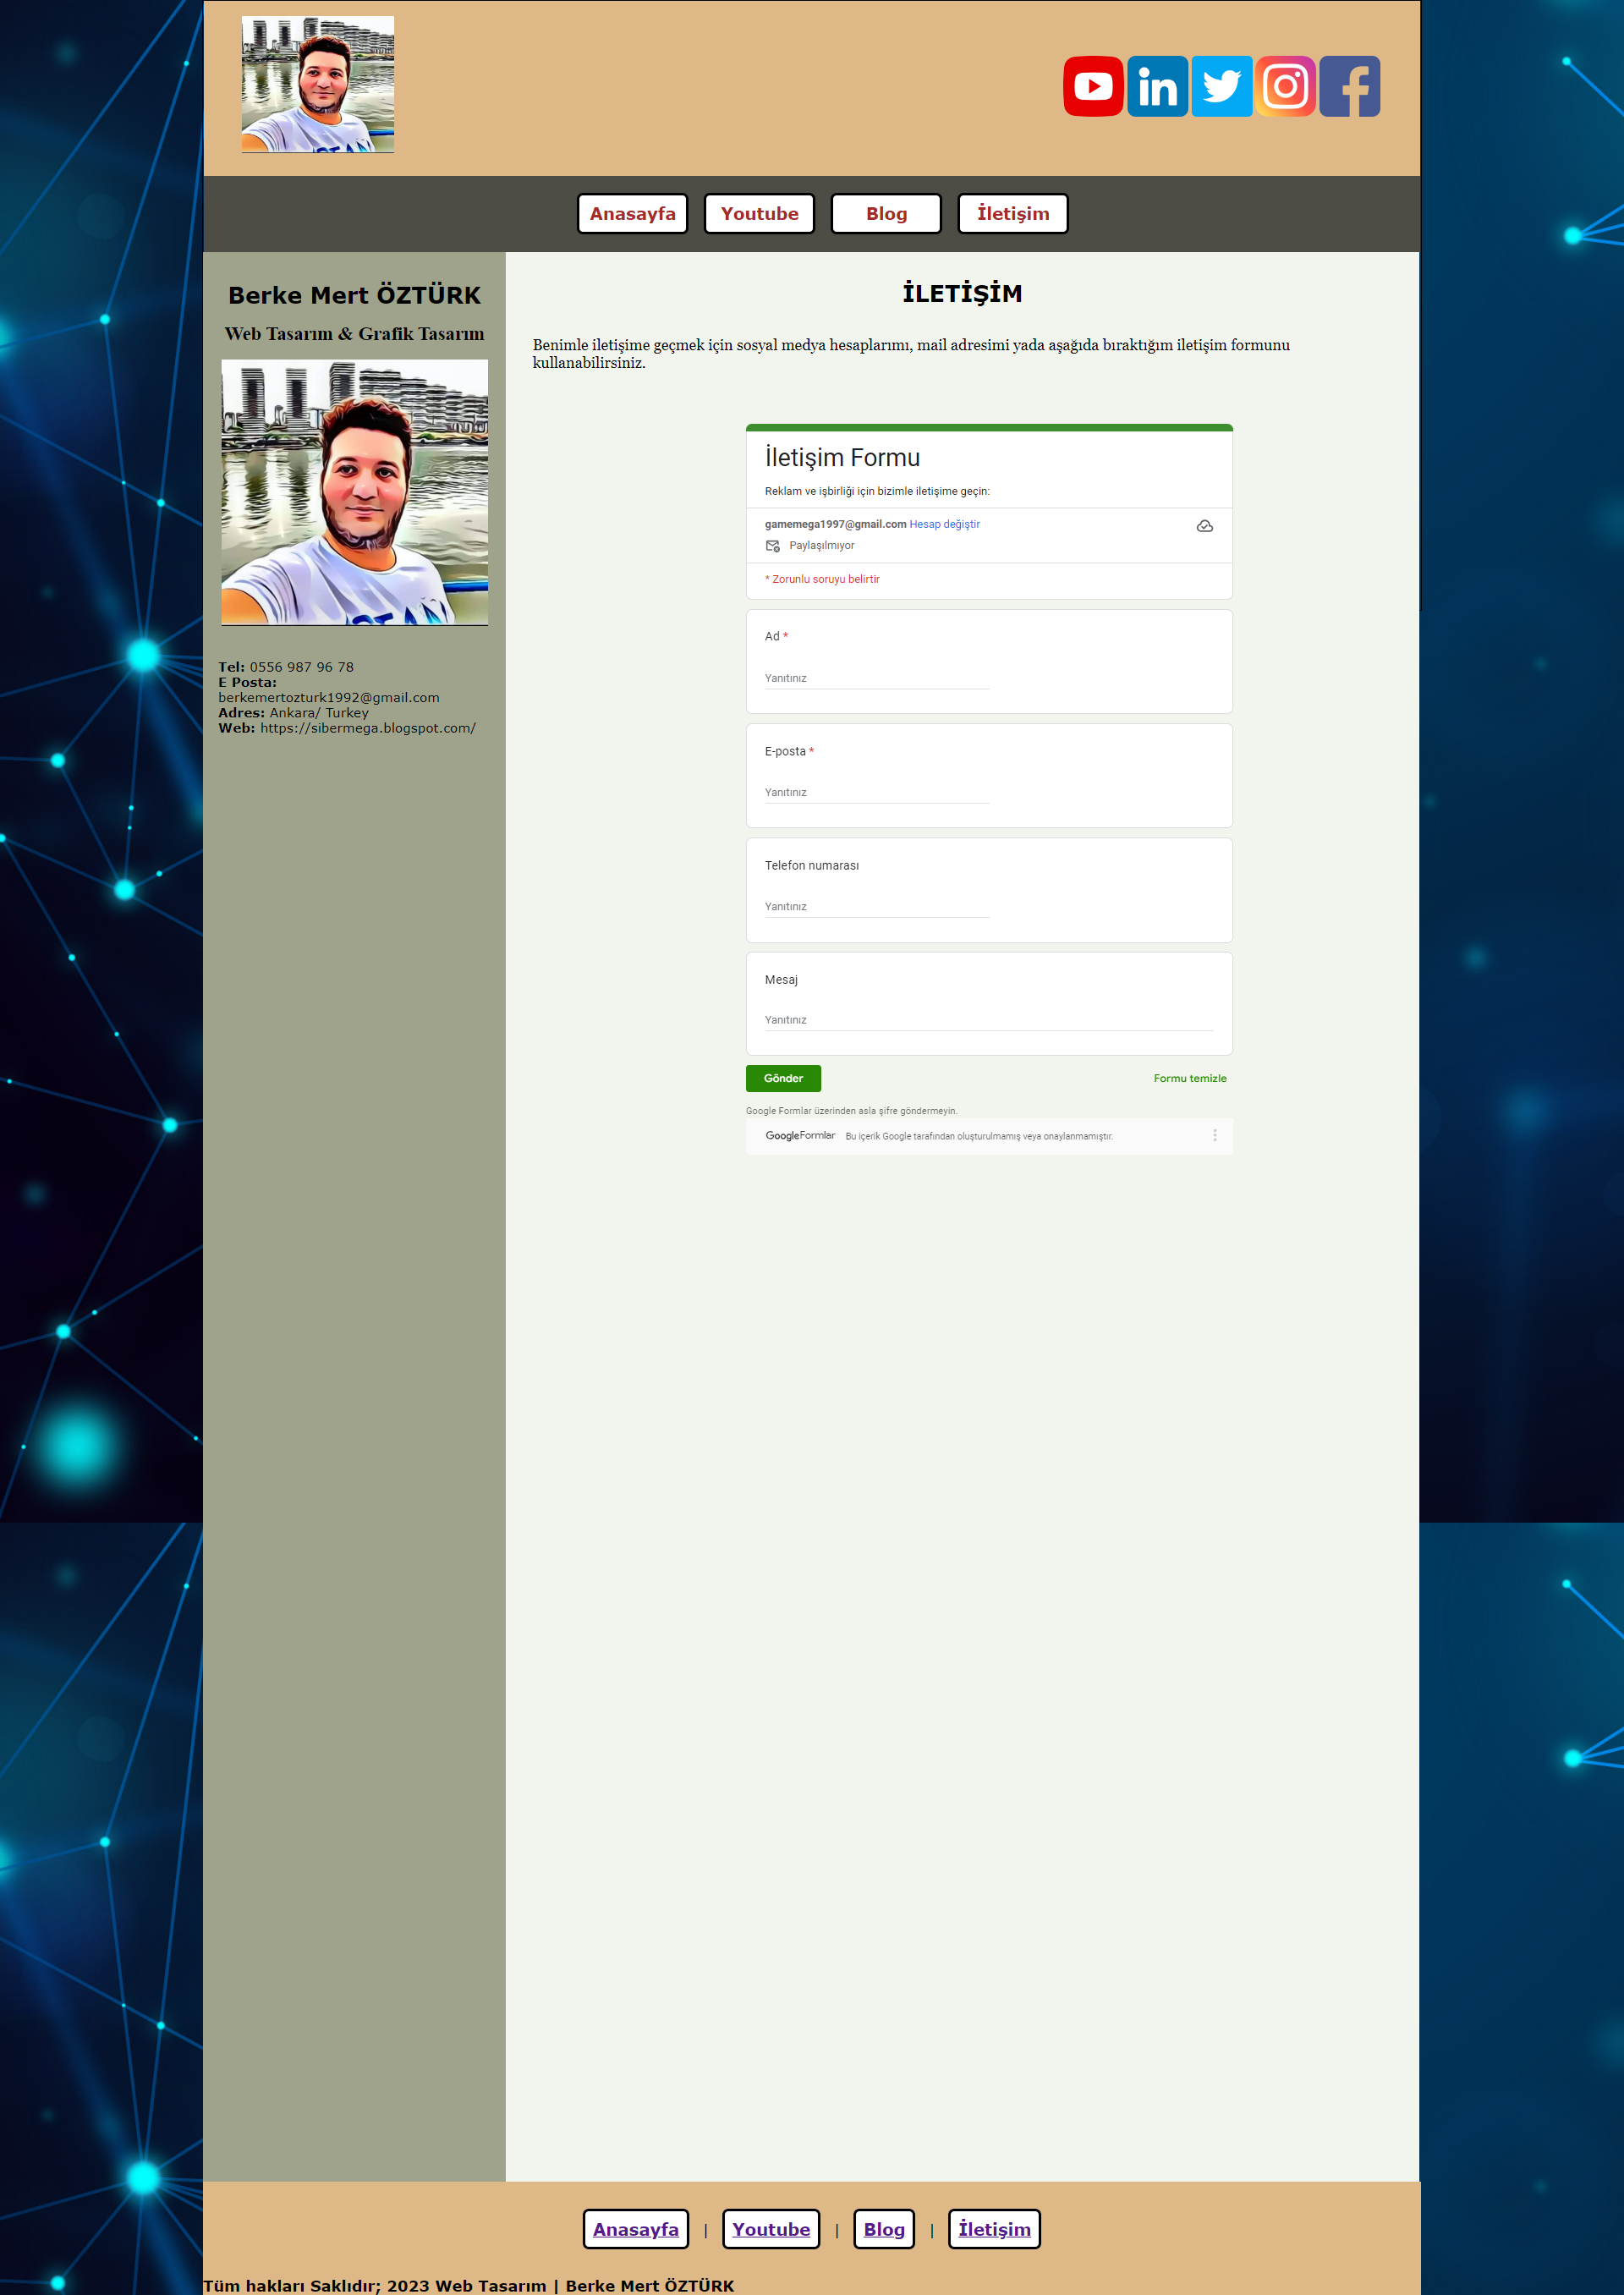 Anasayfa Youtube Blog İletişim
Berke Mert ÖZTÜRK
Web Tasarım & Grafik Tasarım
Tel: 0556 987 96 78
E Posta:
berkemertozturk1992@gmail.com
Adres: Ankara/ Turkey
Web: https://sibermega.blogspot.com/
İLETİŞİM
Benimle iletişime geçmek için sosyal medya hesaplarımı, mail adresimi yada aşağıda bıraktığım iletişim formunu
kullanabilirsiniz.
İletişim Formu
Reklam ve işbirliği için bizimle iletişime geçin:
gamemega1997@gmail.com Hesap değiştir
Paylaşılmıyor
* Zorunlu soruyu belirtir
Ad *
Yanıtınız
E-posta *
Yanıtınız
Telefon numarası
Yanıtınız
Mesaj
Yanıtınız
Gönder Formu temizle
Google Formlar üzerinden asla şifre göndermeyin.
Google Formlar Bu içerik Google tarafından oluşturulmamış veya onaylanmamıştır.
Anasayfa | Youtube | Blog | İletişim
Tüm hakları Saklıdır; 2023 Web Tasarım | Berke Mert ÖZTÜRK